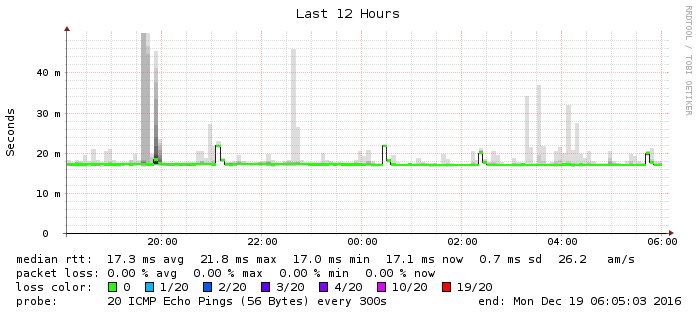 Last 12 Hours
RRDTOOL / TOBI OETIKER
Seconds
40 m
30 m
20 m
10 m
0
20:00 22:00 00:00 02:00 04:00 06:00
median rtt: 17.3 ms avg 21.8 ms max 17.0 ms min 17.1 ms now 0.7 ms sd 26.2 am/s
packet loss: 0.00 % avg 0.00 % max 0.00 % min 0.00 % now
loss color: 0 1/20 2/20 3/20 4/20 10/20 19/20
probe: 20 ICMP Echo Pings (56 Bytes) every 300s end: Mon Dec 19 06:05:03 2016